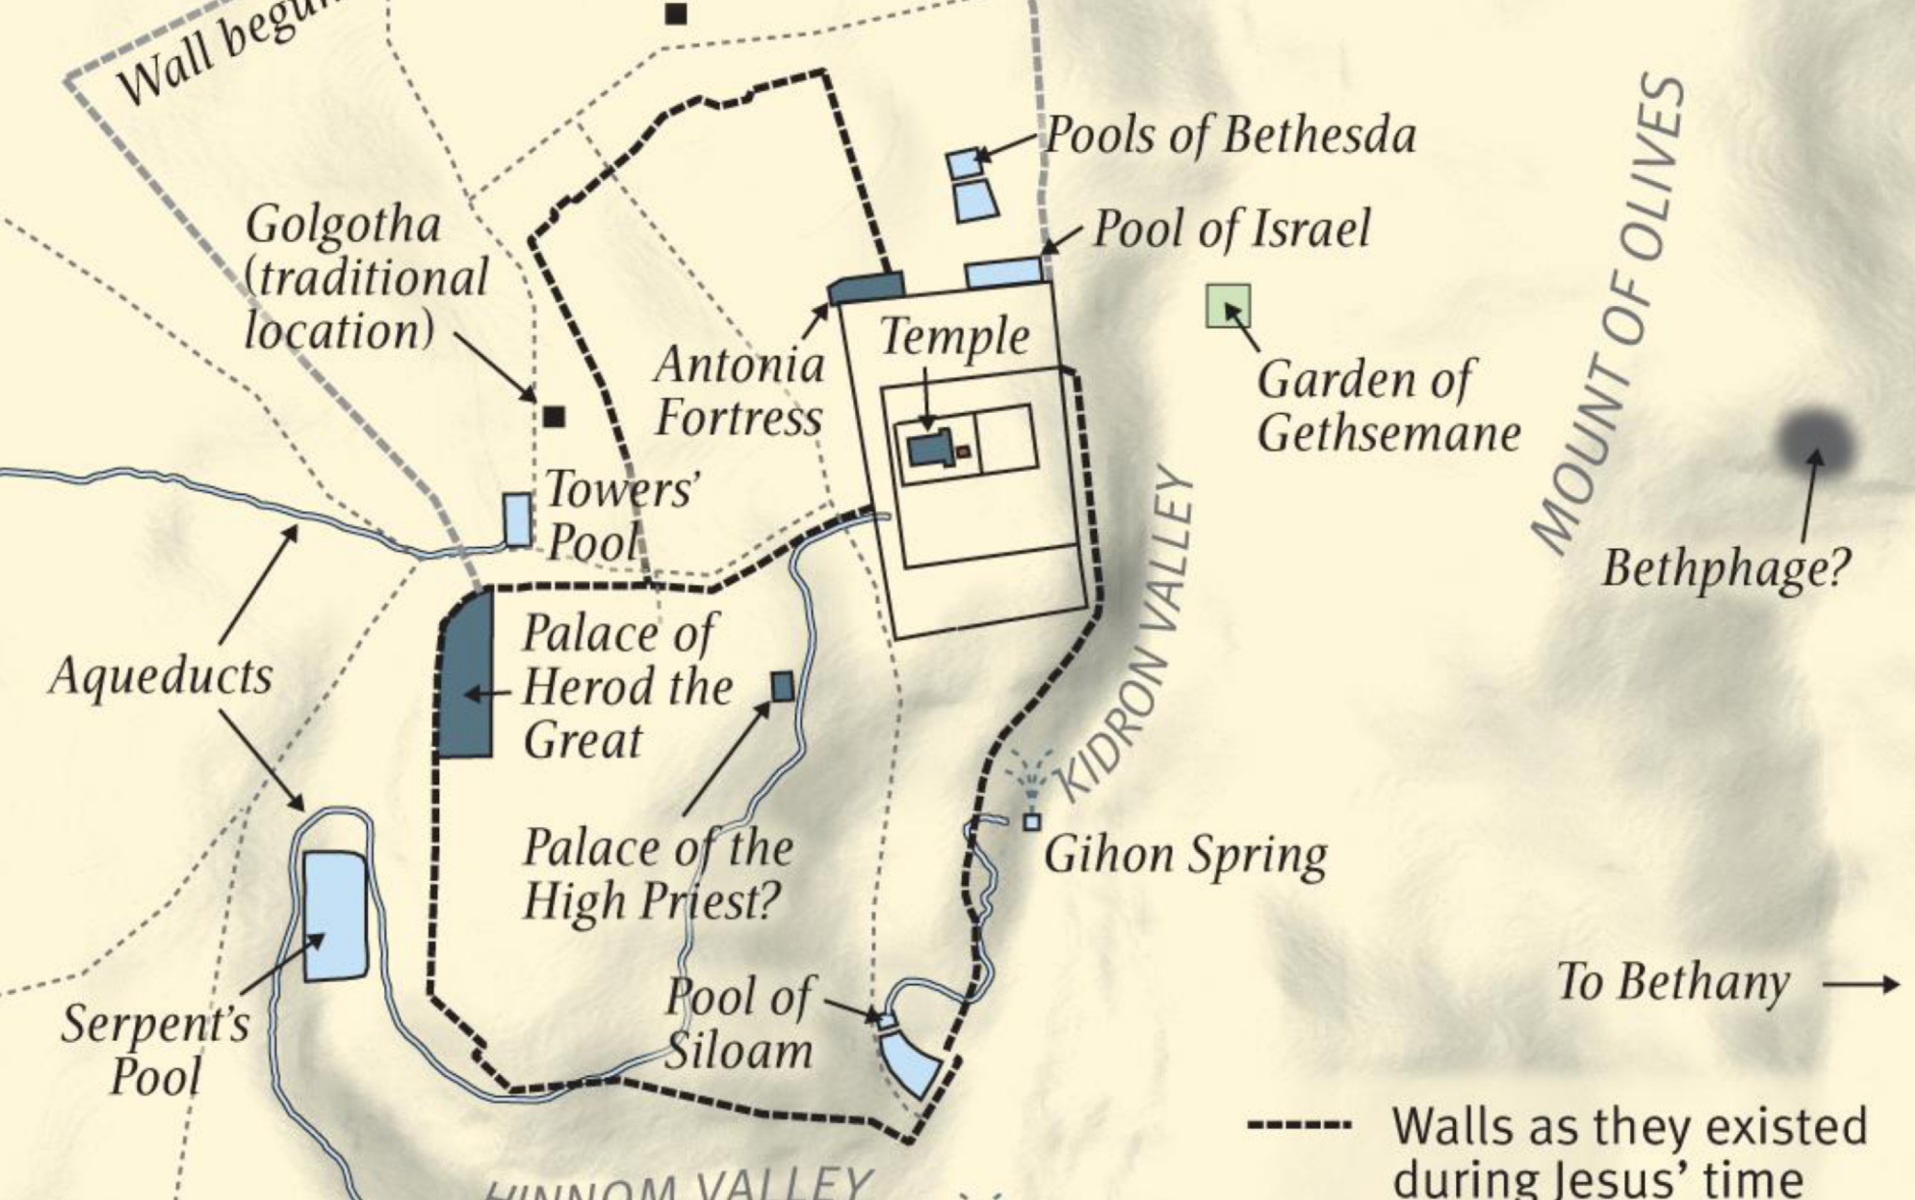 Wall begun
Pools of Bethesda
Golgotha
(traditional
location)
Pool of Israel
MOUNT OF OLIVES
Antonia
Fortress
Temple
Garden of
Gethsemane
Towers’
Pool
KIDRON VALLEY
Bethphage?
Aqueducts
Palace of
Herod the
Great
Palace of the
High Priest?
Gihon Spring
Serpent’s
Pool
Pool of
Siloam
To Bethany
Walls as they existed
during Jesus’ time
HINNOM VALLEY